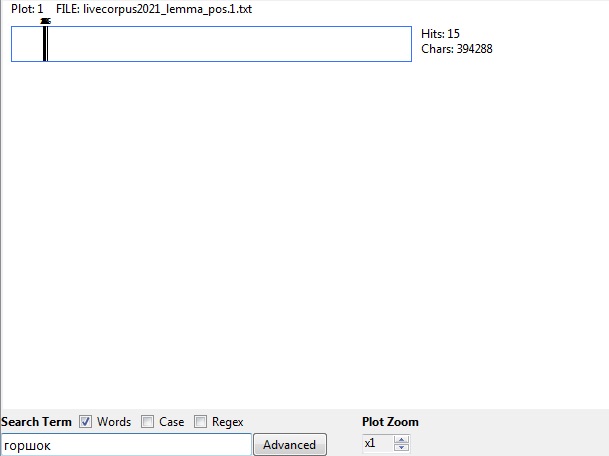 Plot: 1 FILE: livecorpus2021_lemma_pos.1.txt
Hits: 15
Chars: 394288
Search Term Words Case Regex Plot Zoom
горшок Advanced x1